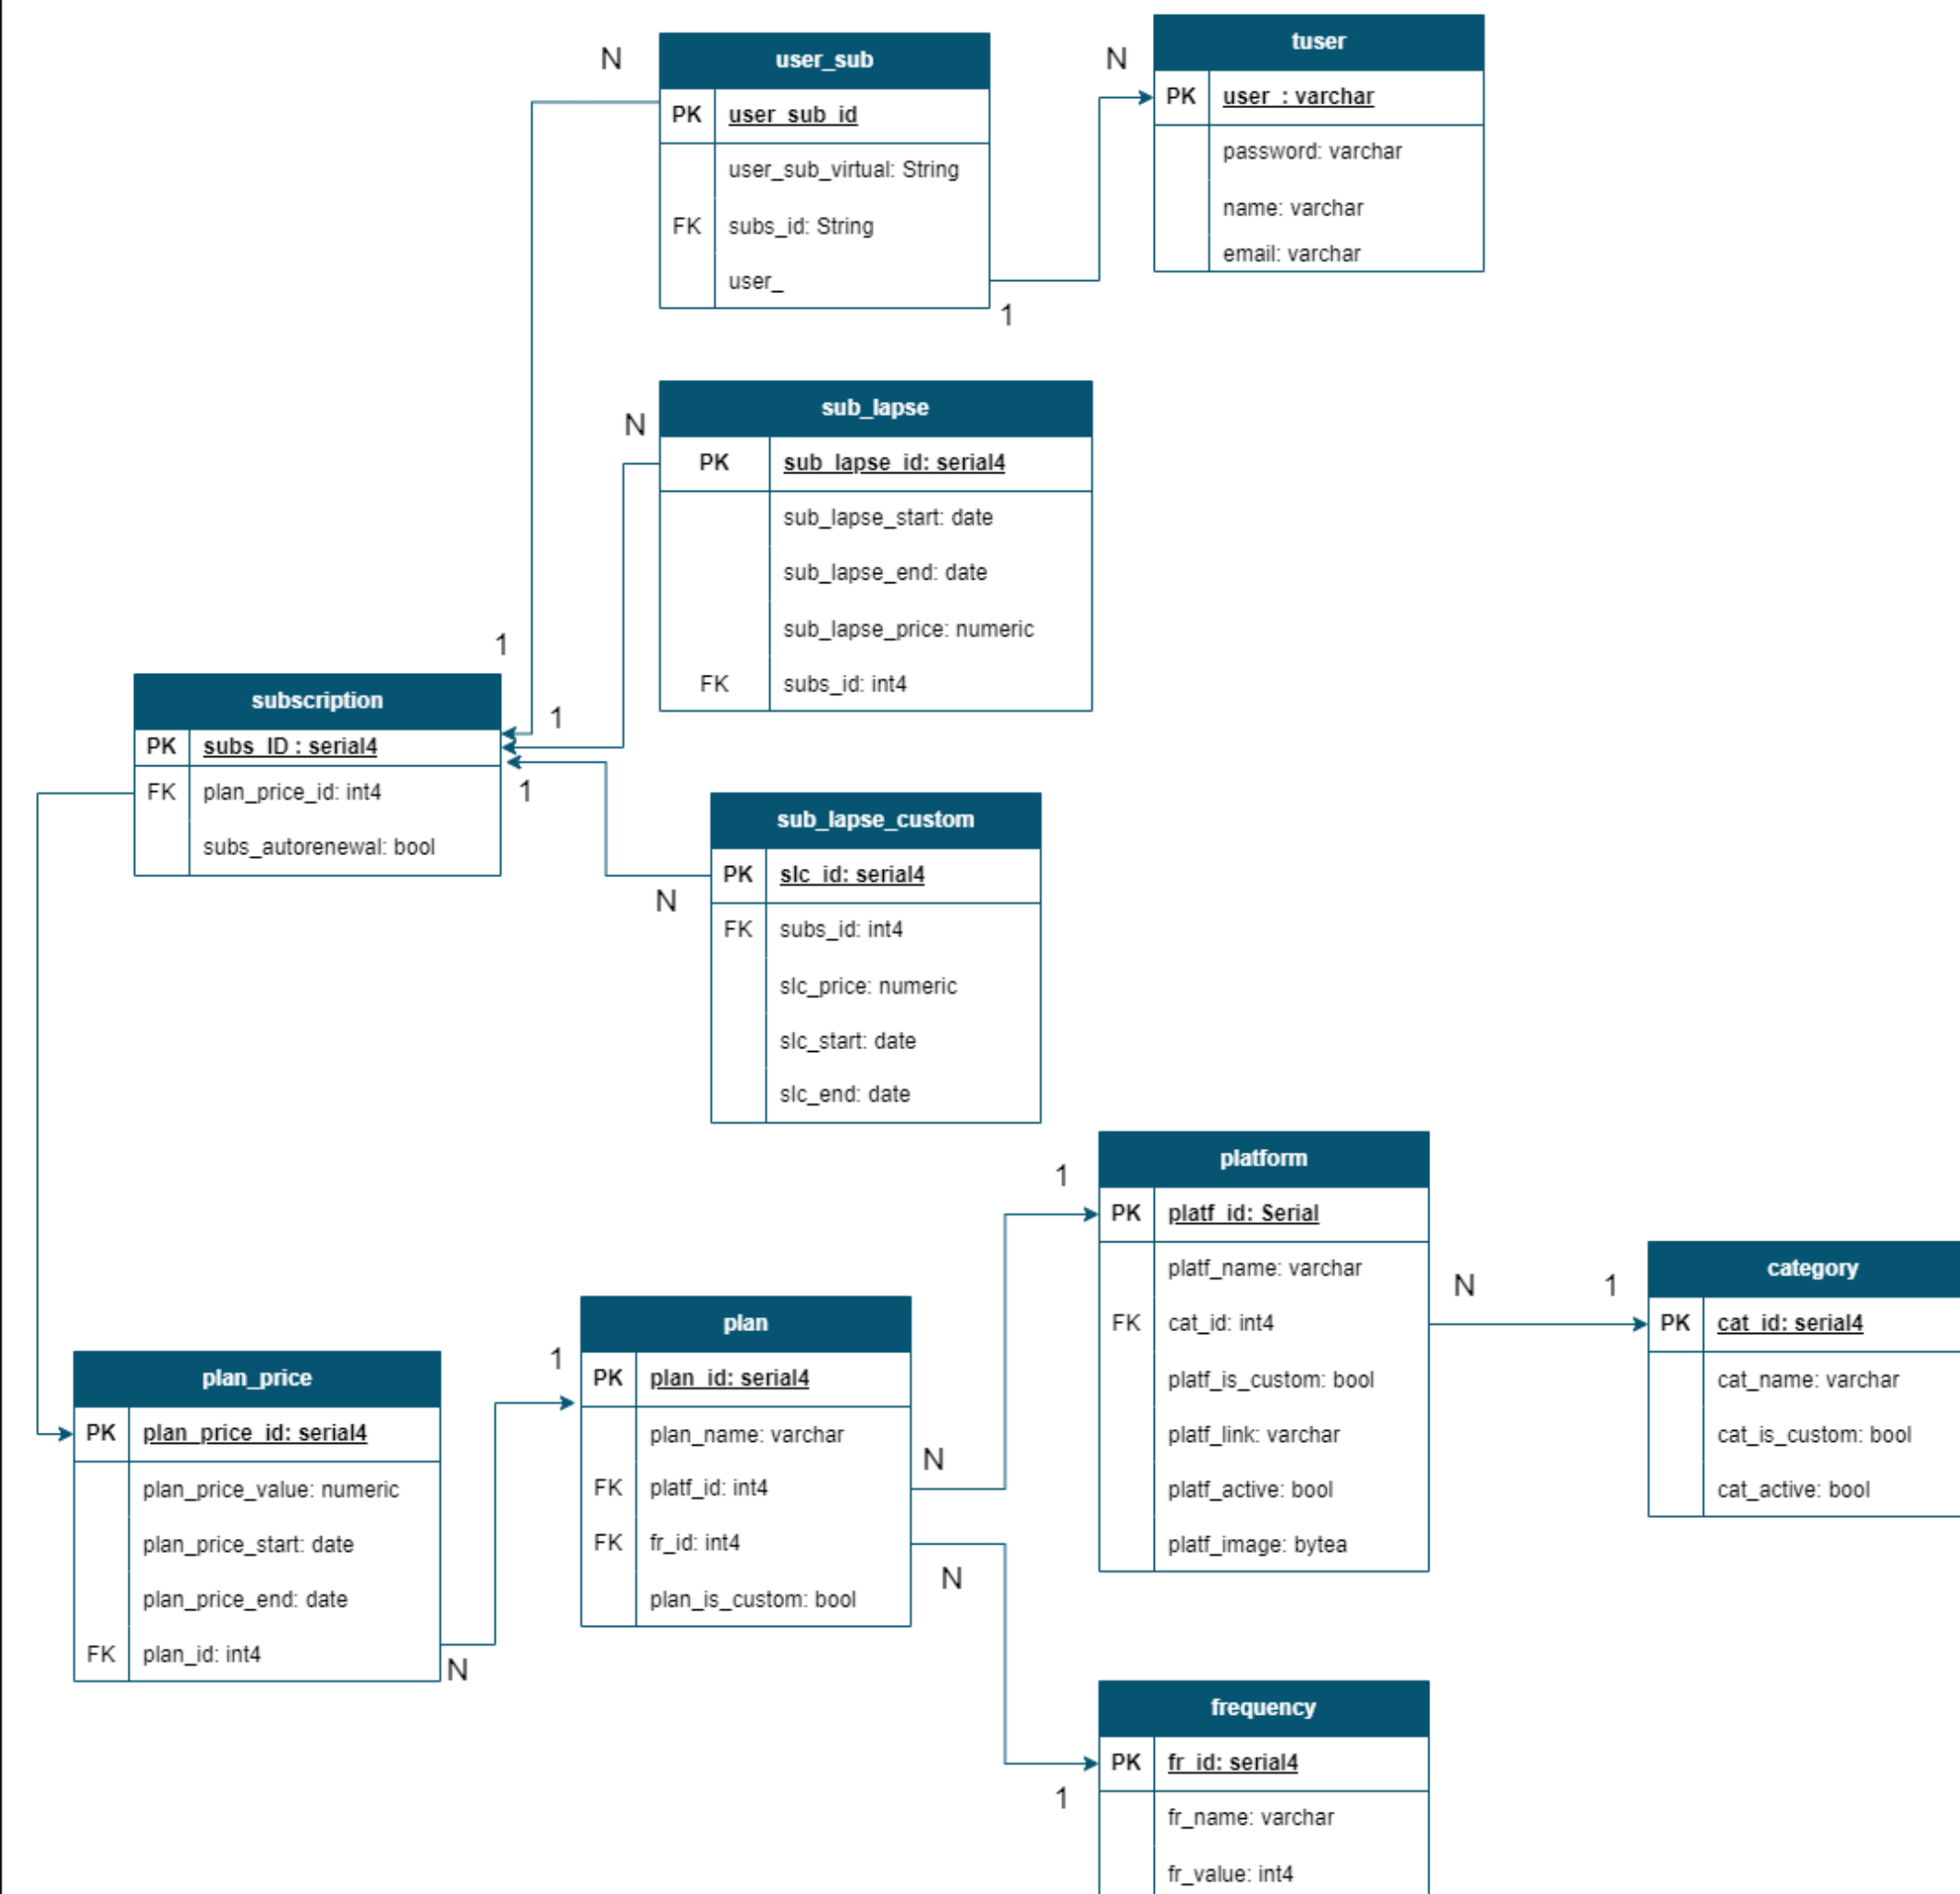 N
user_sub
PK user_sub_id
user_sub_virtual: String
FK subs_id: String
user_
1
N
tuser
PK user_: varchar
password: varchar
name: varchar
email: varchar
N
sub_lapse
PK sub_lapse_id: serial4
sub_lapse_start: date
sub_lapse_end: date
sub_lapse_price: numeric
FK subs_id: int4
1
1
1
subscription
PK subs_ID : serial4
FK plan_price_id: int4
subs_autorenewal: bool
N
sub_lapse_custom
PK slc_id: serial4
FK subs_id: int4
slc_price: numeric
slc_start: date
slc_end: date
1
platform
PK platf_id: Serial
platf_name: varchar
FK cat_id: int4
platf_is_custom: bool
platf_link: varchar
platf_active: bool
platf_image: bytea
N
1
category
PK cat_id: serial4
cat_name: varchar
cat_is_custom: bool
cat_active: bool
1
plan
PK plan_id: serial4
plan_name: varchar
FK platf_id: int4
FK fr_id: int4
plan_is_custom: bool
N
N
plan_price
PK plan_price_id: serial4
plan_price_value: numeric
plan_price_start: date
plan_price_end: date
FK plan_id: int4
N
1
frequency
PK fr_id: serial4
fr_name: varchar
fr_value: int4